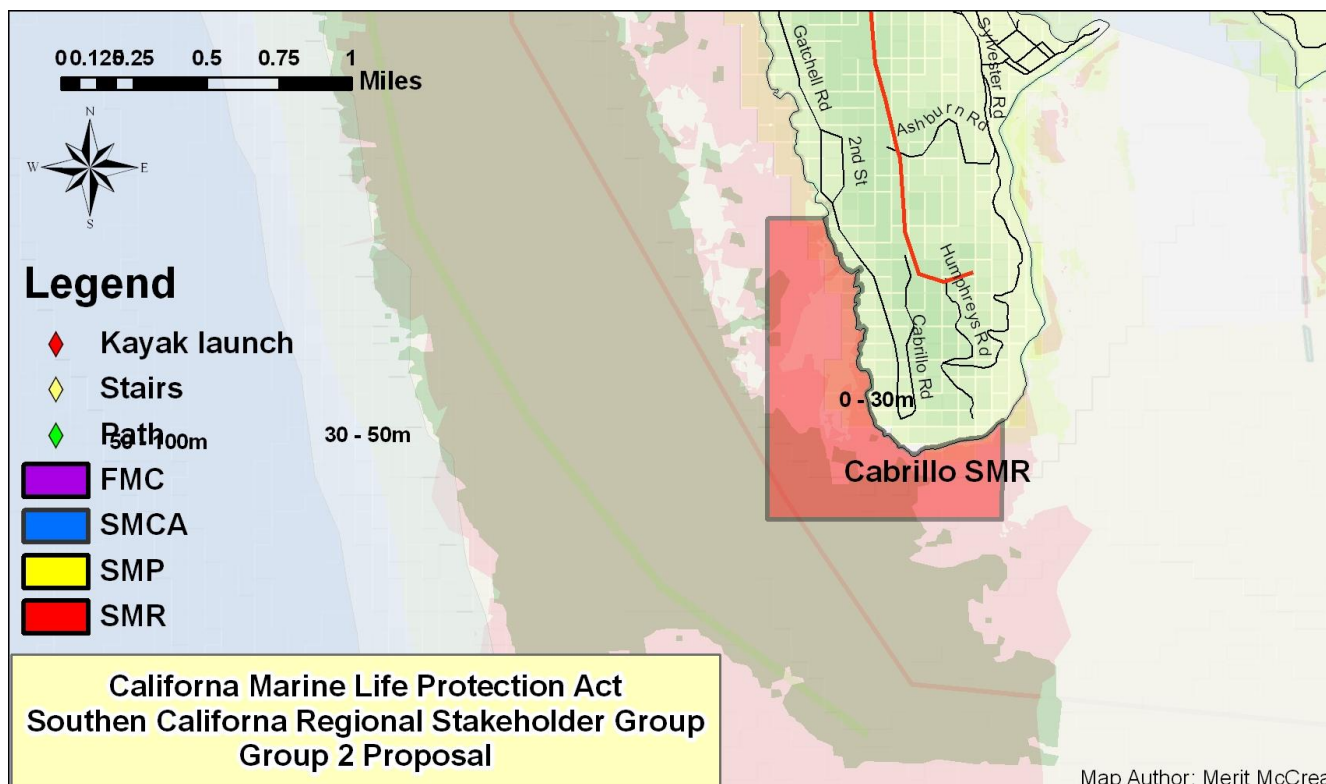 0 0.125 0.25 0.5 0.75 1
Miles
N
W E
S
Gatchell Rd
Sylvester Rd
Ashburn Rd
2nd St
Humphreys Rd
Cabrillo Rd
Legend
Kayak launch
Stairs
Path
50 - 100m
30 - 50m
0 - 30m
FMC
SMCA
SMP
SMR
Cabrillo SMR
Californa Marine Life Protection Act
Southen Californa Regional Stakeholder Group
Group 2 Proposal
Map Author: Merit McCrea